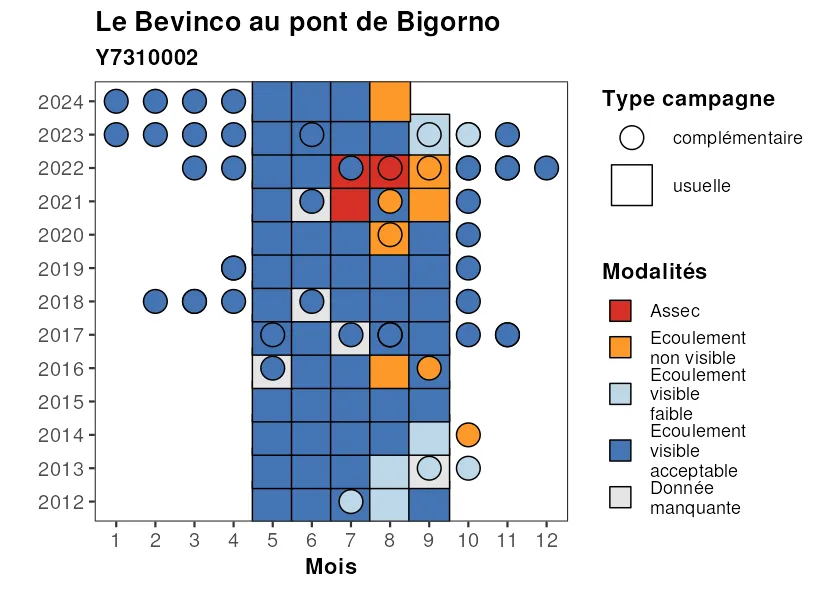 Le Bevinco au pont de Bigorno
Y7310002
2024
2023
2022
2021
2020
2019
2018
2017
2016
2015
2014
2013
2012
1 2 3 4 5 6 7 8 9 10 11 12
Mois
Type campagne
complémentaire
usuelle
Modalités
Assec
Ecoulement
non visible
Ecoulement
visible
faible
Ecoulement
visible
acceptable
Donnée
manquante